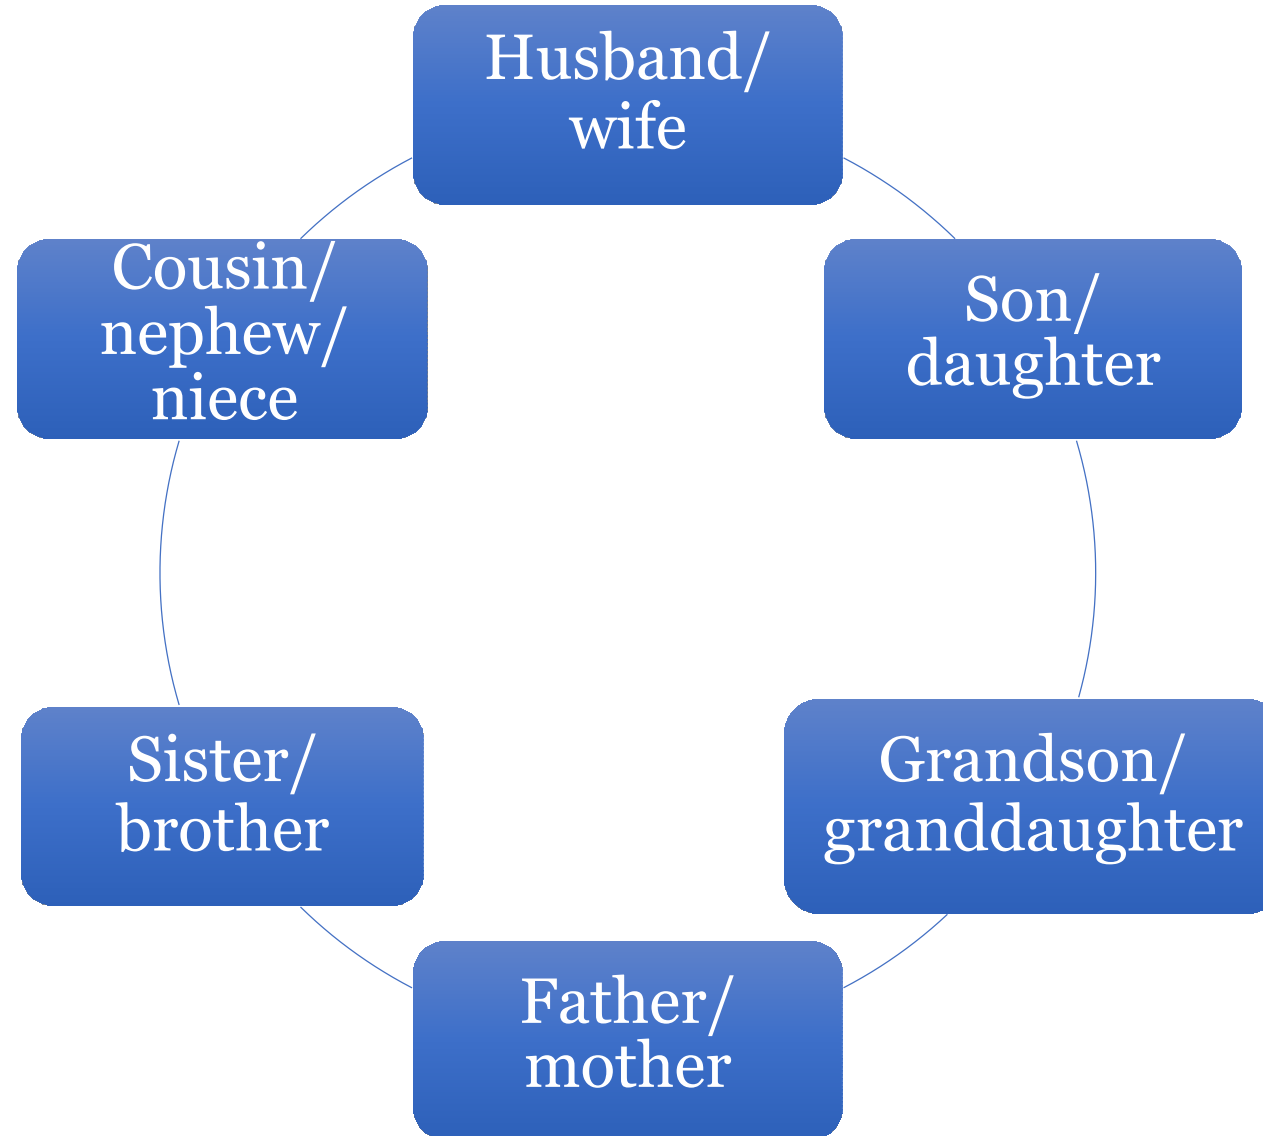 Husband/
wife
Son/
daughter
Grandson/
granddaughter
Father/
mother
Sister/
brother
Cousin/
nephew/
niece